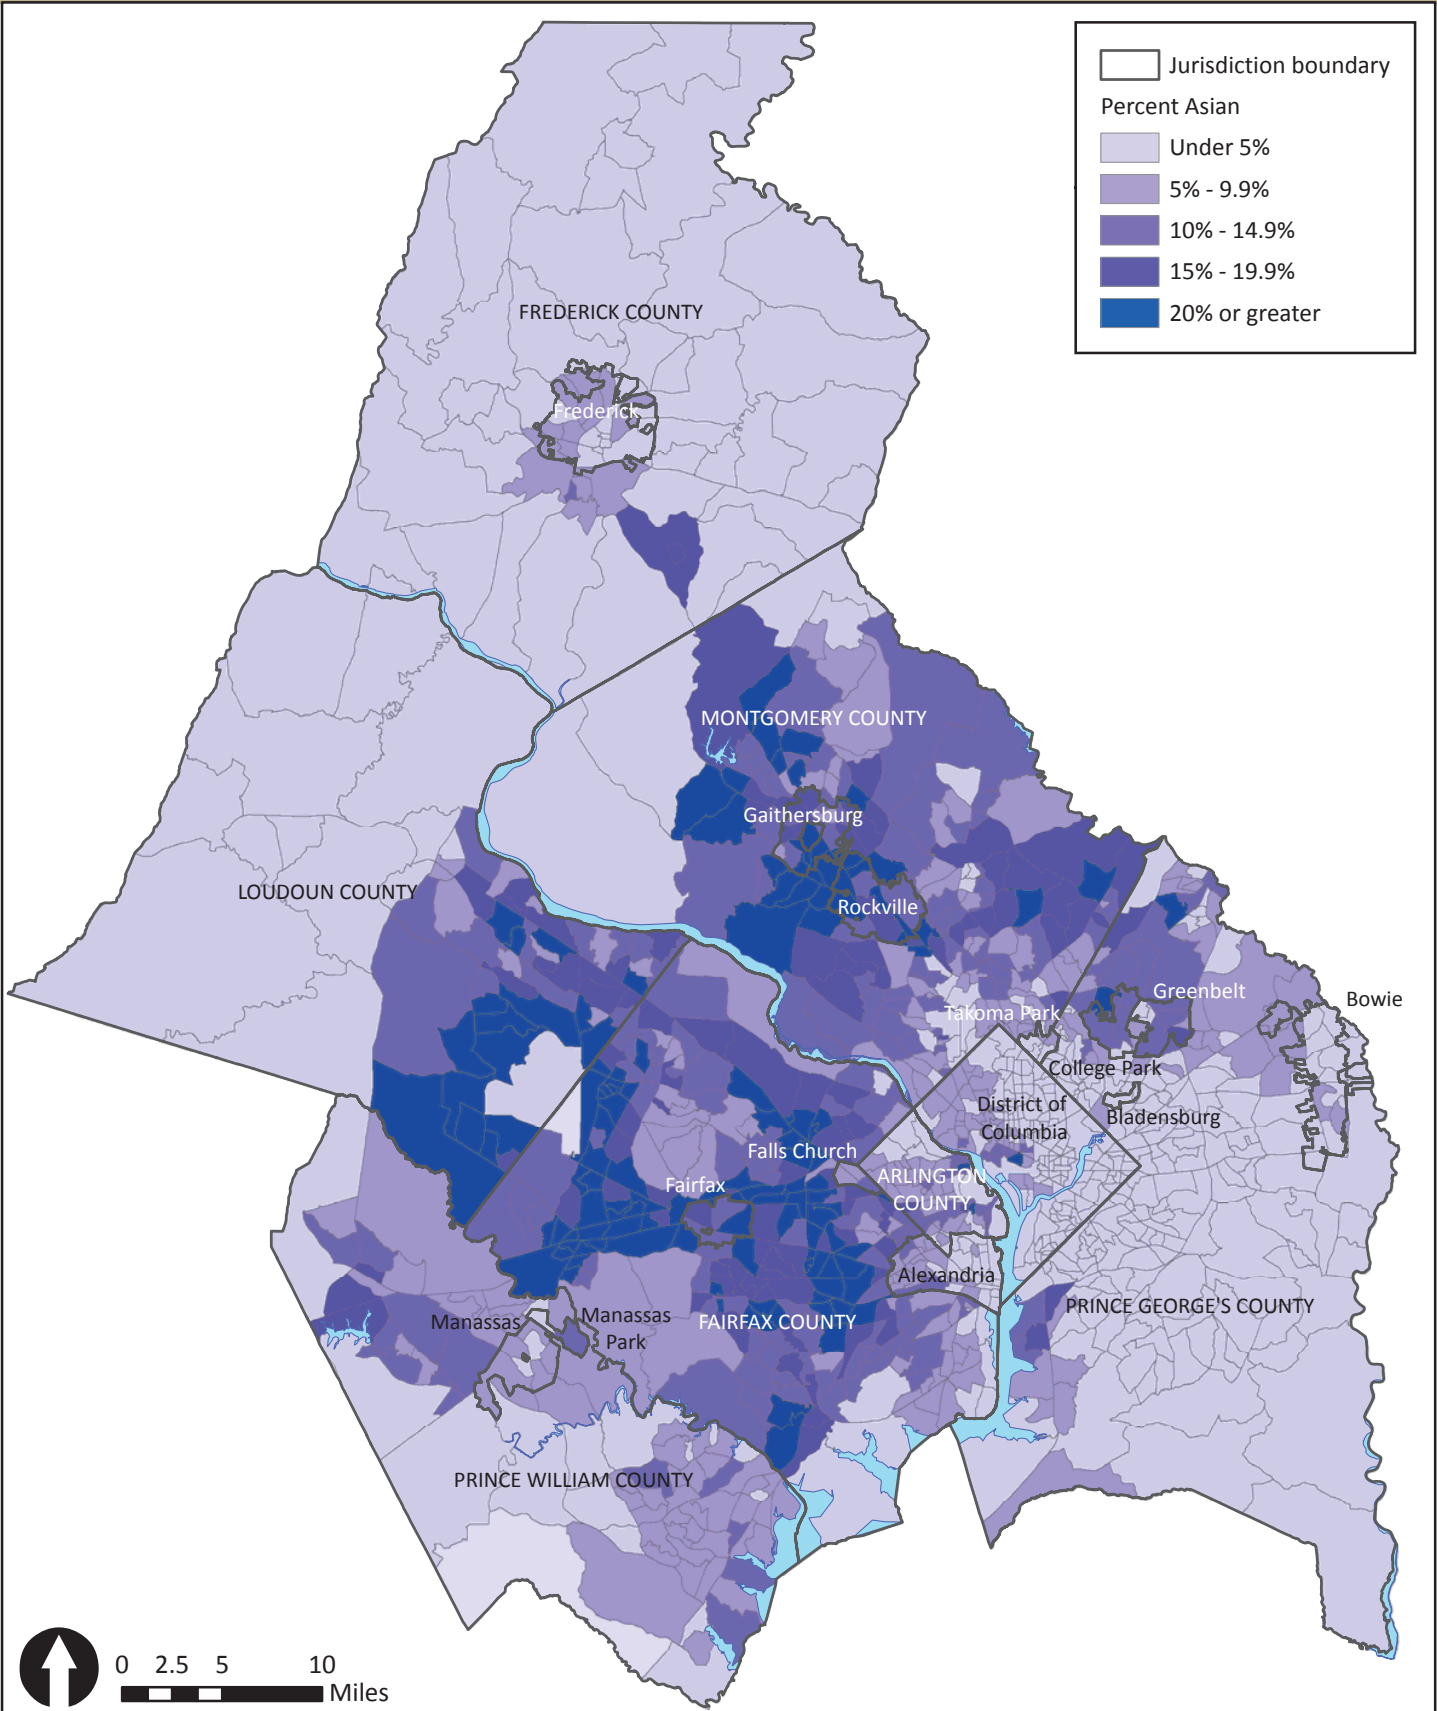 Jurisdiction boundary
Percent Asian
Under 5%
5% - 9.9%
10% - 14.9%
15% - 19.9%
20% or greater
FREDERICK COUNTY
Frederick
MONTGOMERY COUNTY
Gaithersburg
LOUDOUN COUNTY
Rockville
Greenbelt
Bowie
Takoma Park
College Park
District of
Columbia
Bladensburg
Falls Church
ARLINGTON
COUNTY
Fairfax
Alexandria
PRINCE GEORGE'S COUNTY
Manassas
Manassas
Park
FAIRFAX COUNTY
PRINCE WILLIAM COUNTY
0 2.5 5 10
Miles